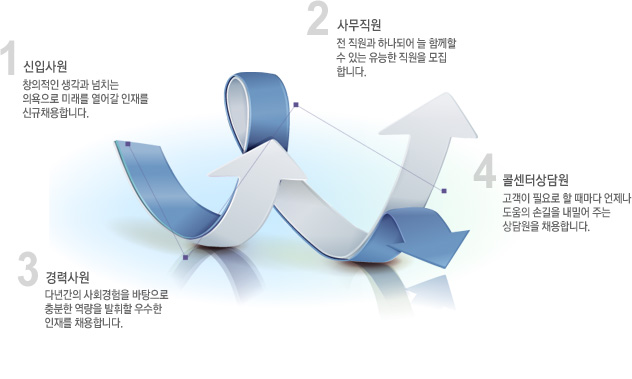 1
신입사원
창의적인 생각과 넘치는
의욕으로 미래를 열어갈 인재를
신규채용합니다.
2
사무직원
전 직원과 하나되어 늘 함께할
수 있는 유능한 직원을 모집
합니다.
3
경력사원
다년간의 사회경험을 바탕으로
충분한 역량을 발휘할 우수한
인재를 채용합니다.
4
콜센터상담원
고객이 필요로 할 때마다 언제나
도움의 손길을 내밀어 주는
상담원을 채용합니다.